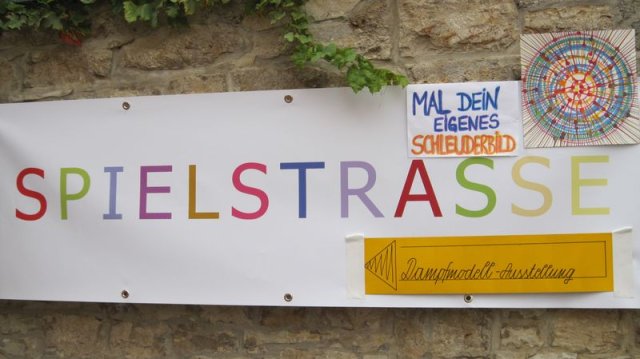 MAL DEIN
EIGENES
SCHLEUDERBILD
SPIELSTRASSE
Dampfmodell-Ausstellung